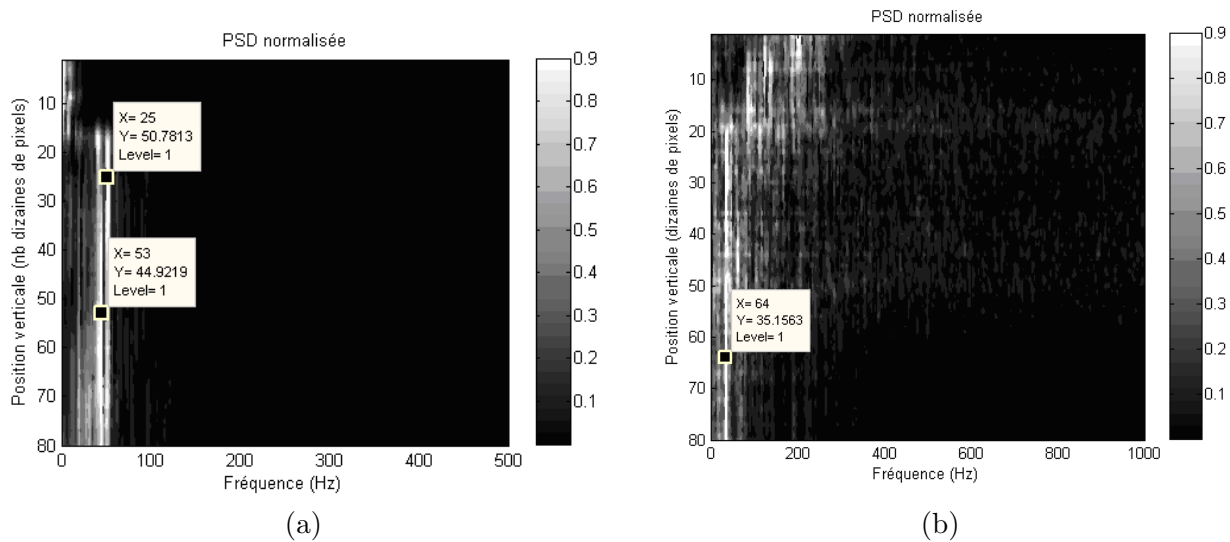 PSD normalisée
Position verticale (nb dizaines de pixels)
10
20
30
40
50
60
70
80
X= 25
Y= 50.7813
Level= 1
X= 53
Y= 44.9219
Level= 1
0
100
200
300
400
500
Fréquence (Hz)
0.9
0.8
0.7
0.6
0.5
0.4
0.3
0.2
0.1
(a)
PSD normalisée
Position verticale (dizaines de pixels)
10
20
30
40
50
60
70
80
X= 64
Y= 35.1563
Level= 1
0
200
400
600
800
1000
Fréquence (Hz)
0.9
0.8
0.7
0.6
0.5
0.4
0.3
0.2
0.1
(b)